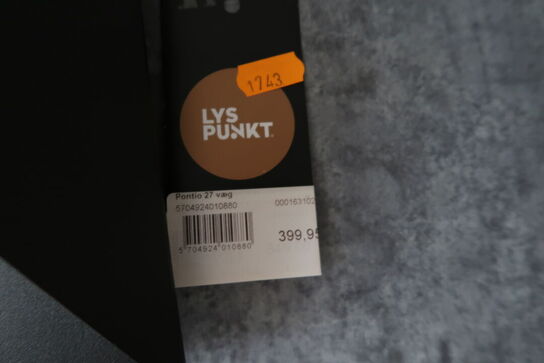 1743
LYS
PUNKT
Pontio 27 væg
5704924010880
000163102
399,95
5 704924 010880